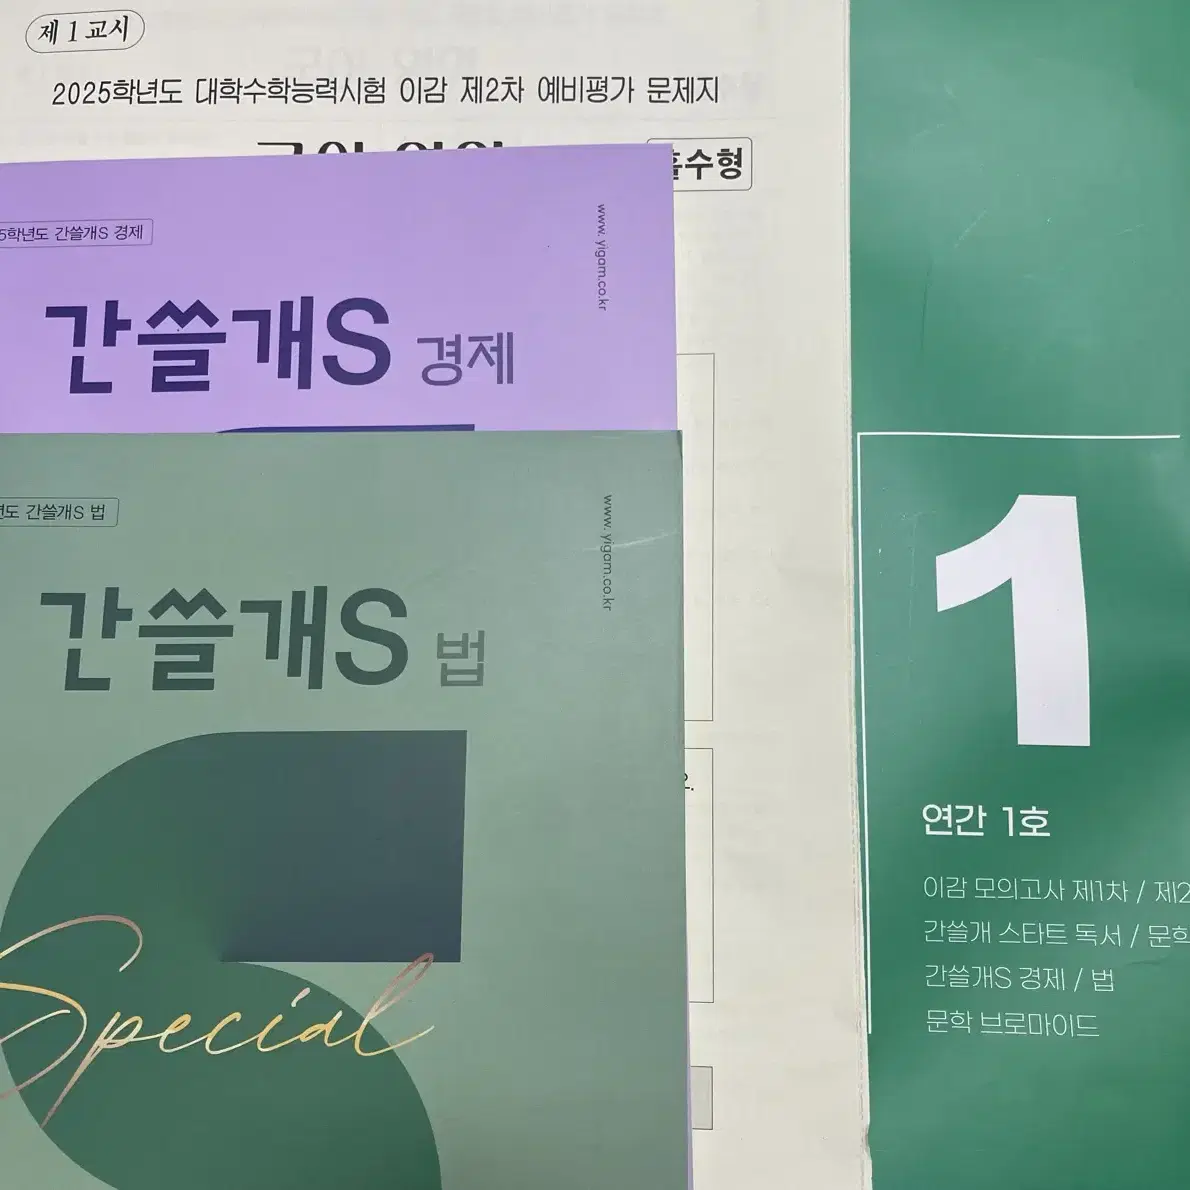 제 1 교시
2025학년도 대학수학능력시험 이감 제2차 예비평가 문제지
홀수형
5학년도 간쓸개S 경제
www.yigam.co.kr
간쓸개S 경제
년도 간쓸개S 법
www.yigam.co.kr
간쓸개S 법
Special
1
연간 1호
이감 모의고사 제1차 / 제2
간쓸개 스타트 독서 / 문학
간쓸개S 경제 / 법
문학 브로마이드